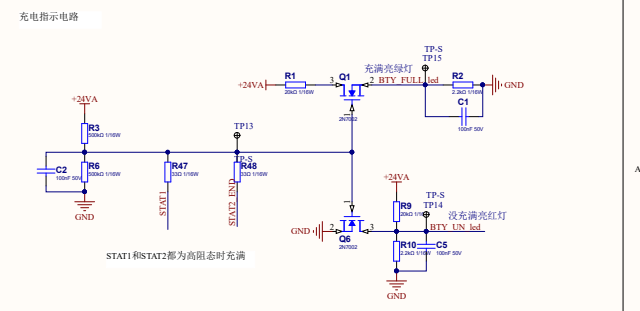 充电指示电路
充满亮绿灯
TP-S
TP15
+24VA
R1
20kΩ 1/16W
3
Q1
2
BTY_FULL_led
R2
2.2kΩ 1/16W
GND
C1
100nF 50V
1
2N7002
+24VA
R3
500kΩ 1/16W
TP13
TP-S
C2
100nF 50V
R6
500kΩ 1/16W
R47
33Ω 1/16W
R48
33Ω 1/16W
GND
STAT1
STAT2_END
+24VA
1
R9
20kΩ 1/16W
TP-S
TP14
没充满亮红灯
GND
2
3
BTY_UN_led
Q6
2N7002
R10
2.2kΩ 1/16W
C5
100nF 50V
GND
STAT1和STAT2都为高阻态时充满
A